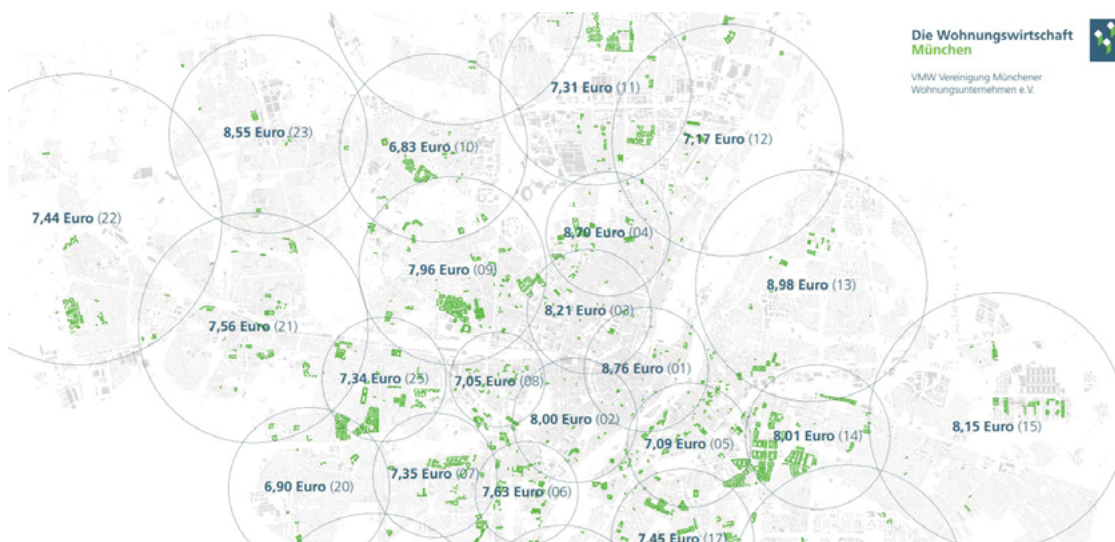 Die Wohnungswirtschaft
München
VMW Vereinigung Münchener
Wohnungsunternehmen e.V.
7,31 Euro (11)
8,55 Euro (23)
6,83 Euro (10)
7,17 Euro (12)
7,44 Euro (22)
8,70 Euro (04)
7,96 Euro (09)
8,98 Euro (13)
8,21 Euro (03)
7,56 Euro (21)
8,76 Euro (01)
7,34 Euro (25)
7,05 Euro (08)
8,00 Euro (02)
8,15 Euro (15)
8,01 Euro (14)
7,09 Euro (05)
7,35 Euro (07)
6,90 Euro (20)
7,63 Euro (06)
7,45 Euro (17)